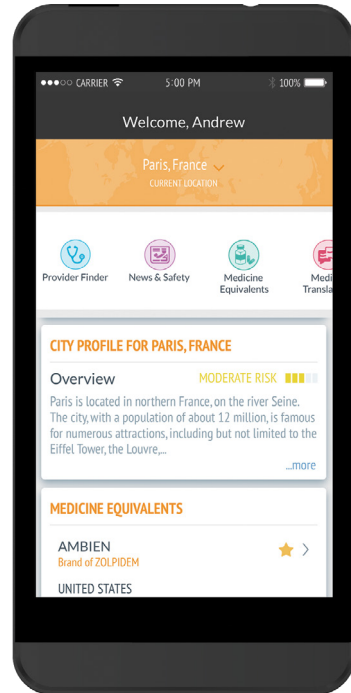 CARRIER 5:00 PM 100%
Welcome, Andrew
Paris, France
CURRENT LOCATION
Provider Finder News & Safety Medicine Medi
Equivalents Transla
CITY PROFILE FOR PARIS, FRANCE
Overview MODERATE RISK
Paris is located in northern France, on the river Seine.
The city, with a population of about 12 million, is famous
for numerous attractions, including but not limited to the
Eiffel Tower, the Louvre,...
...more
MEDICINE EQUIVALENTS
AMBIEN
Brand of ZOLPIDEM
UNITED STATES